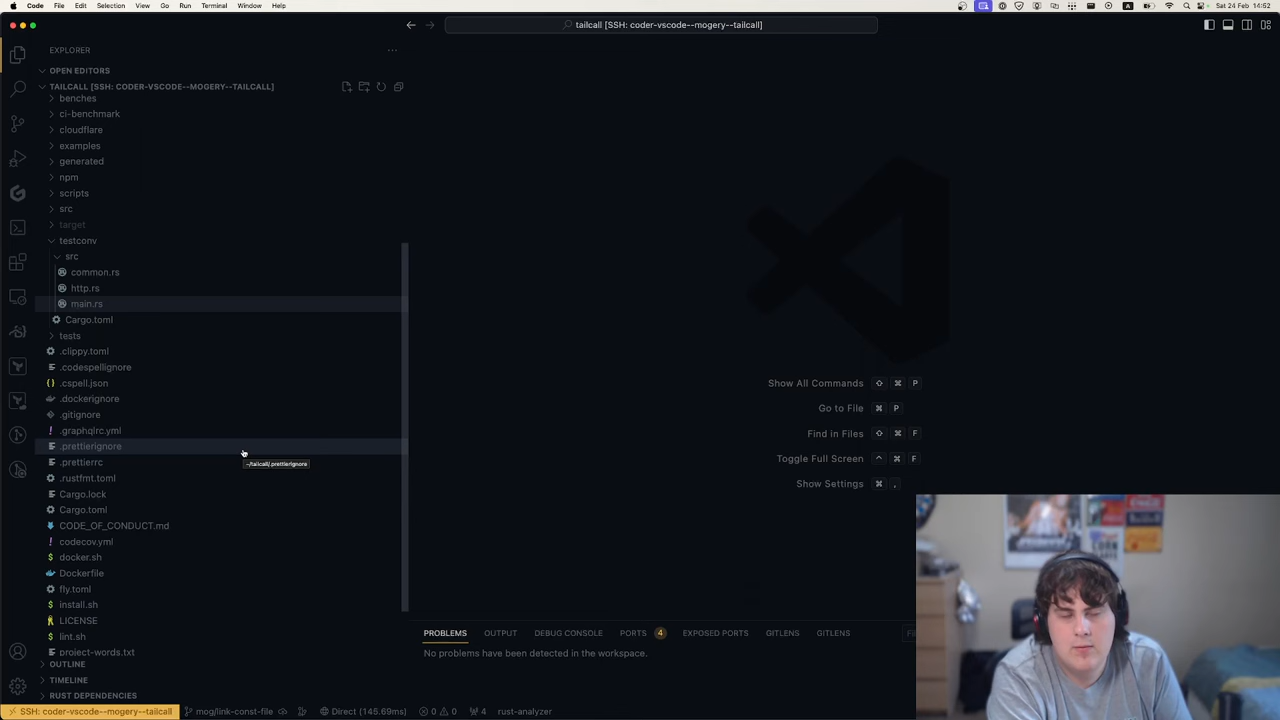 Code File Edit Selection View Go Run Terminal Window Help
Sat 24 Feb 14:52
tailcall [SSH: coder-vscode--mogery--tailcall]
EXPLORER
OPEN EDITORS
TAILCALL [SSH: CODER-VSCODE--MOGERY--TAILCALL]
benches
ci-benchmark
cloudflare
examples
generated
npm
scripts
src
target
testconv
src
common.rs
http.rs
main.rs
Cargo.toml
tests
.clippy.toml
.codespellignore
.cspell.json
.dockerignore
.gitignore
.graphqlrc.yml
.prettierignore
~/tailcall/.prettierignore
.prettierrc
.rustfmt.toml
Cargo.lock
Cargo.toml
CODE_OF_CONDUCT.md
codecov.yml
docker.sh
Dockerfile
fly.toml
install.sh
LICENSE
lint.sh
project-words.txt
OUTLINE
TIMELINE
RUST DEPENDENCIES
Show All Commands ⇧ ⌘ P
Go to File ⌘ P
Find in Files ⇧ ⌘ F
Toggle Full Screen ^ ⌘ F
Show Settings ⌘ ,
PROBLEMS OUTPUT DEBUG CONSOLE PORTS 4 EXPOSED PORTS GITLENS GITLENS
No problems have been detected in the workspace.
SSH: coder-vscode--mogery--tailcall mog/link-const-file Direct (145.69ms) 0 0 4 rust-analyzer